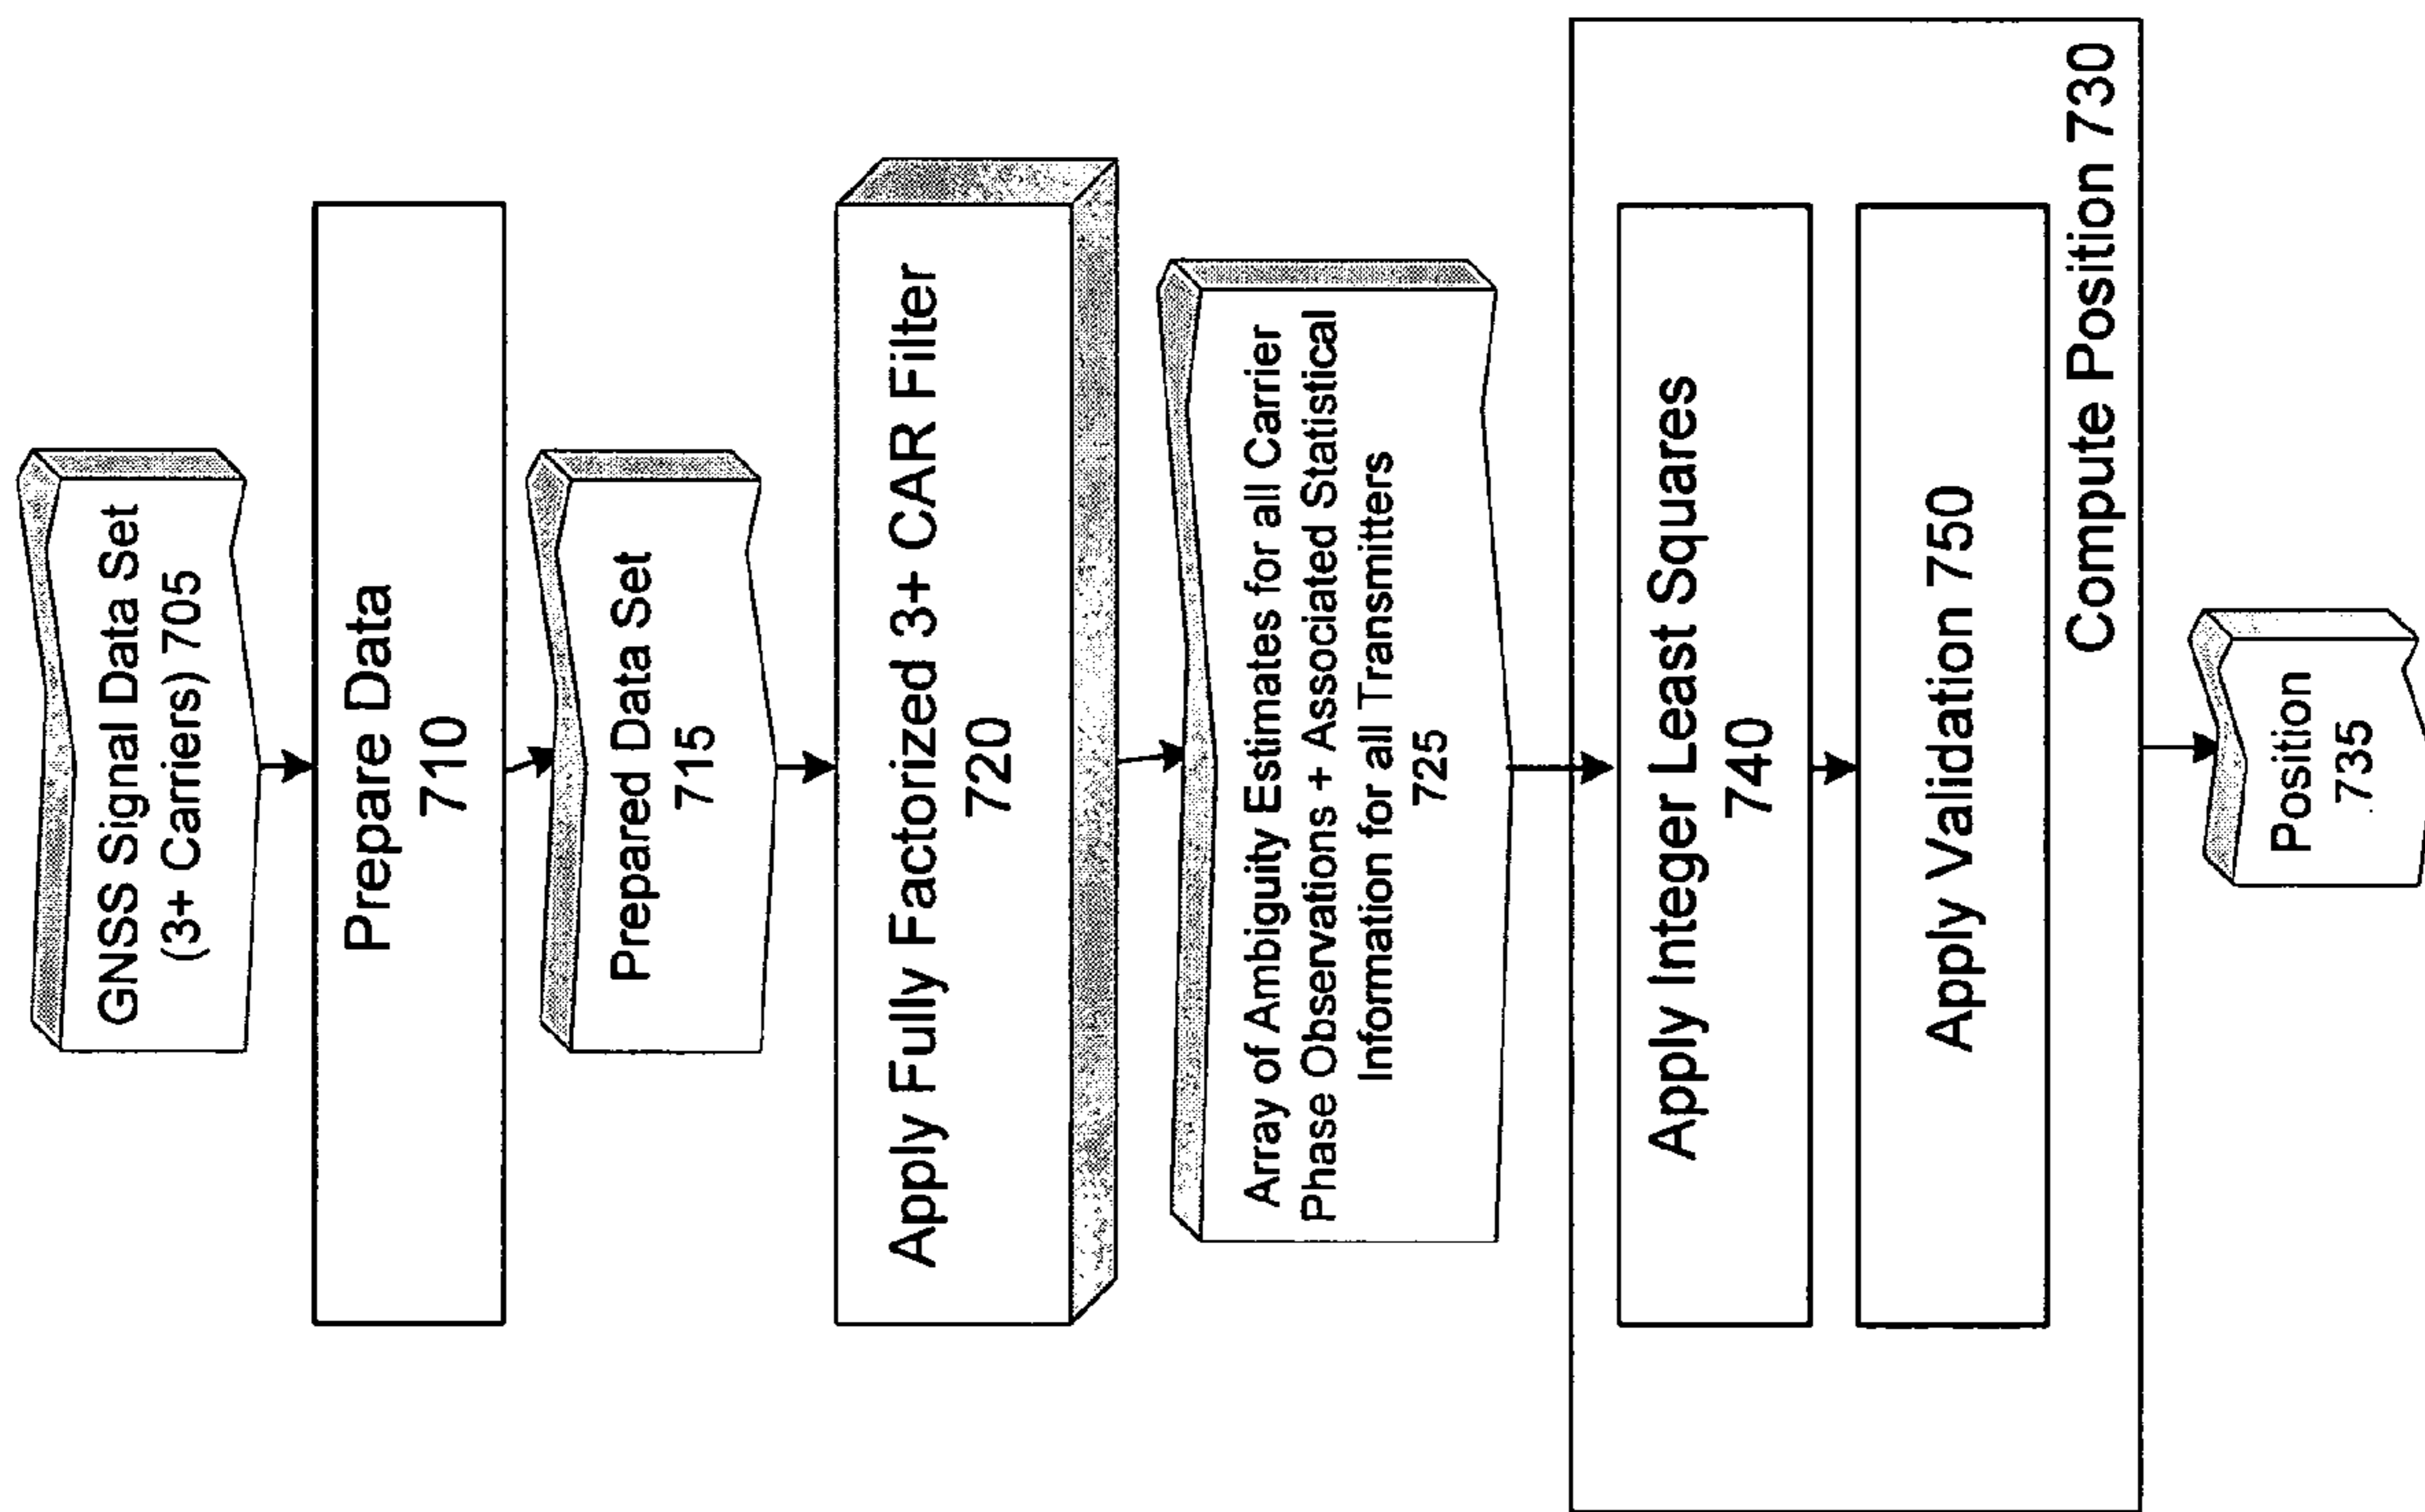 GNSS Signal Data Set
(3+ Carriers) 705
Prepare Data
710
Prepared Data Set
715
Apply Fully Factorized 3+ CAR Filter
720
Array of Ambiguity Estimates for all Carrier
Phase Observations + Associated Statistical
Information for all Transmitters
725
Apply Integer Least Squares
740
Apply Validation 750
Compute Position 730
Position
735